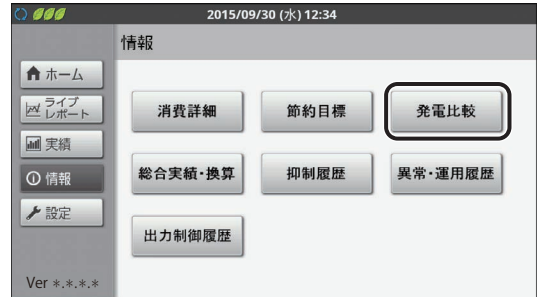 2015/09/30 (水) 12:34
情報
ホーム
ライブ
レポート
実績
情報
設定
消費詳細
節約目標
発電比較
総合実績・換算
抑制履歴
異常・運用履歴
出力制御履歴
Ver *.*.*.*